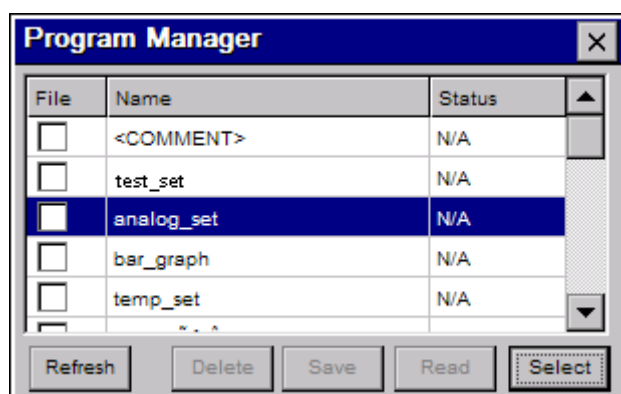 Program Manager
File Name Status
<COMMENT> N/A
test_set N/A
analog_set N/A
bar_graph N/A
temp_set N/A
Refresh Delete Save Read Select